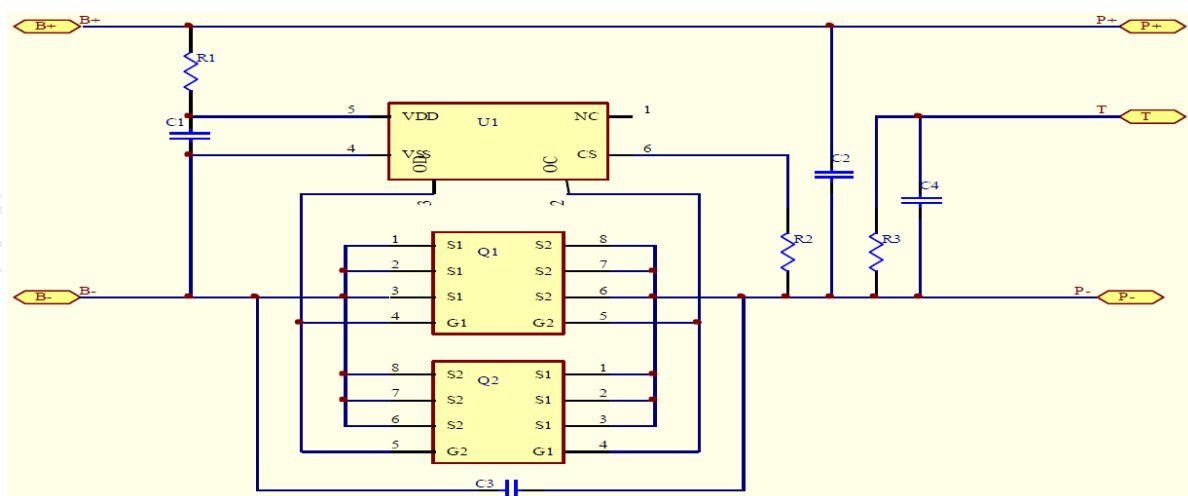 B+ B+ P+ P+
R1
C1 5 VDD U1 NC 1 T T
4 VSS OD OC CS 6 C2 C4
3 2
1 S1 Q1 S2 8 R2 R3
2 S1 S2 7
B- B- 3 S1 S2 6 P- P-
4 G1 G2 5
8 S2 Q2 S1 1
7 S2 S1 2
6 S2 S1 3
5 G2 G1 4
C3